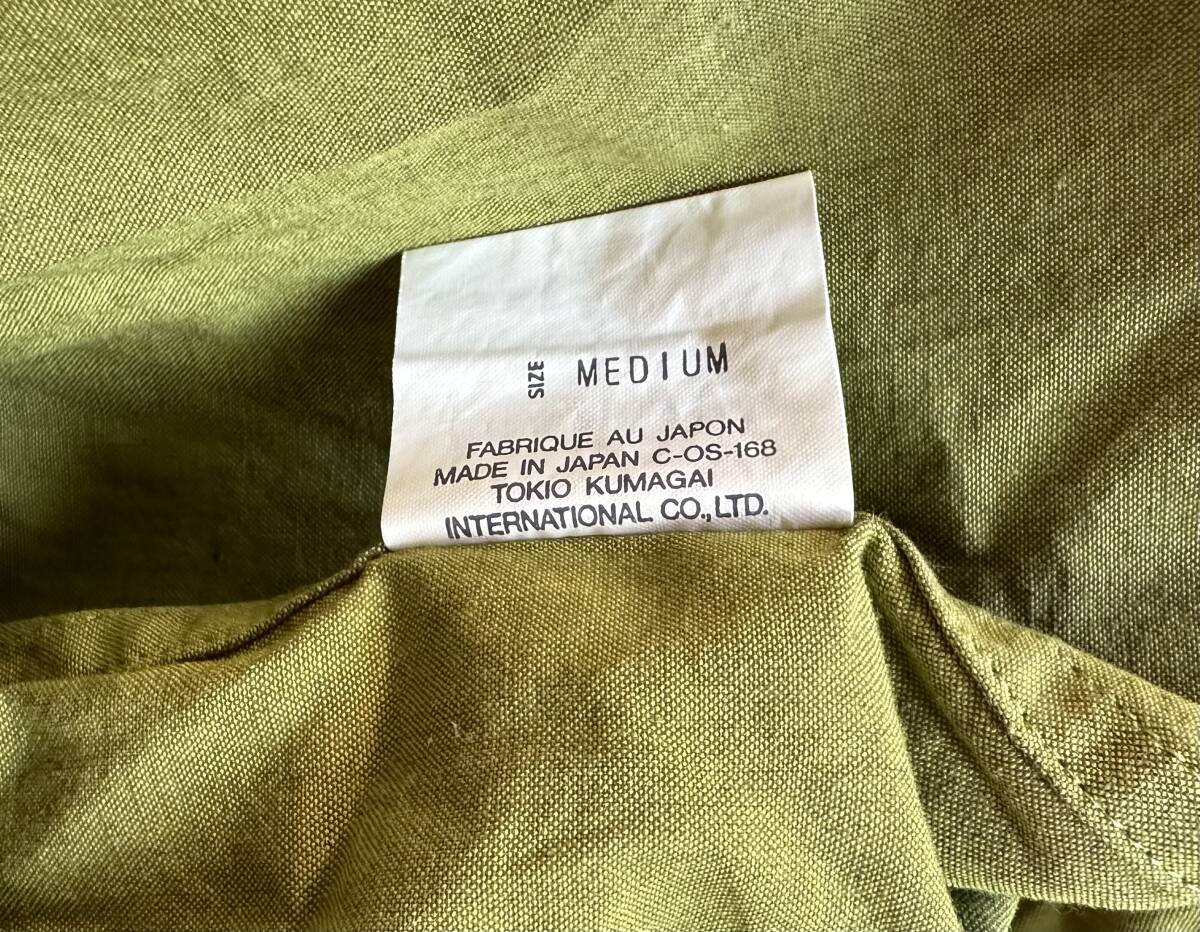 SIZE MEDIUM
FABRIQUE AU JAPON
MADE IN JAPAN C-OS-168
TOKIO KUMAGAI
INTERNATIONAL CO.,LTD.